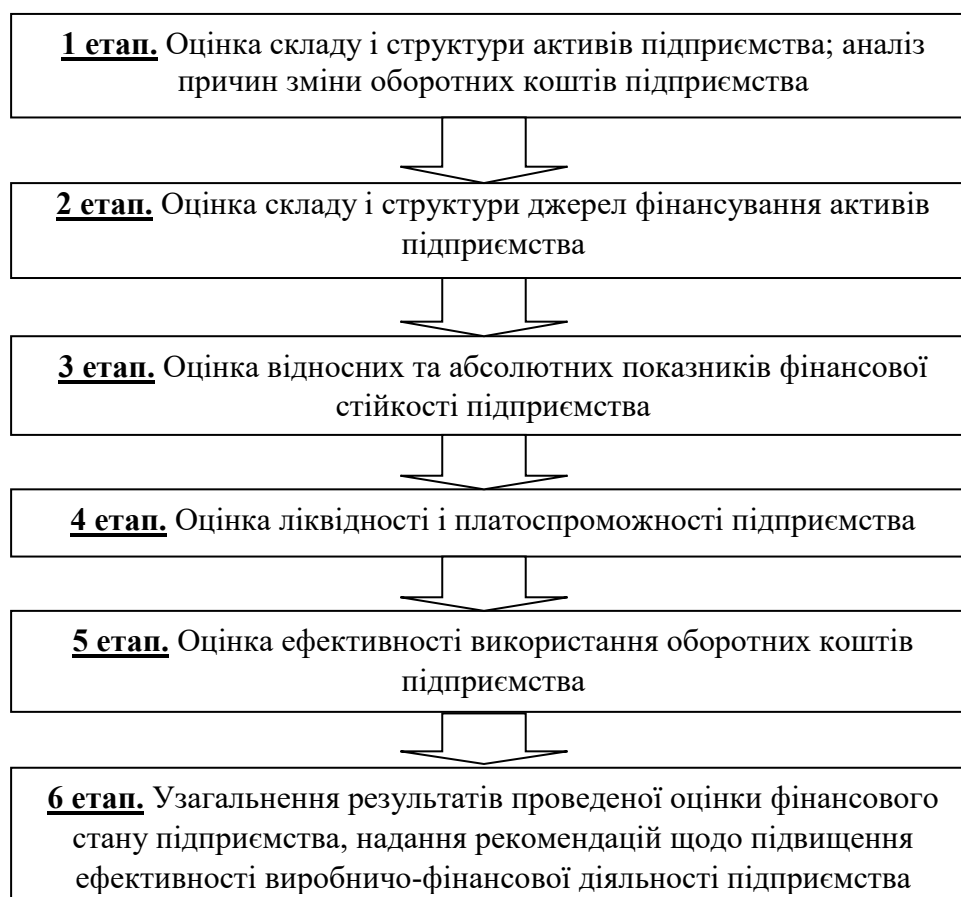 1 етап. Оцінка складу і структури активів підприємства; аналіз
причин зміни оборотних коштів підприємства
2 етап. Оцінка складу і структури джерел фінансування активів
підприємства
3 етап. Оцінка відносних та абсолютних показників фінансової
стійкості підприємства
4 етап. Оцінка ліквідності і платоспроможності підприємства
5 етап. Оцінка ефективності використання оборотних коштів
підприємства
6 етап. Узагальнення результатів проведеної оцінки фінансового
стану підприємства, надання рекомендацій щодо підвищення
ефективності виробничо-фінансової діяльності підприємства